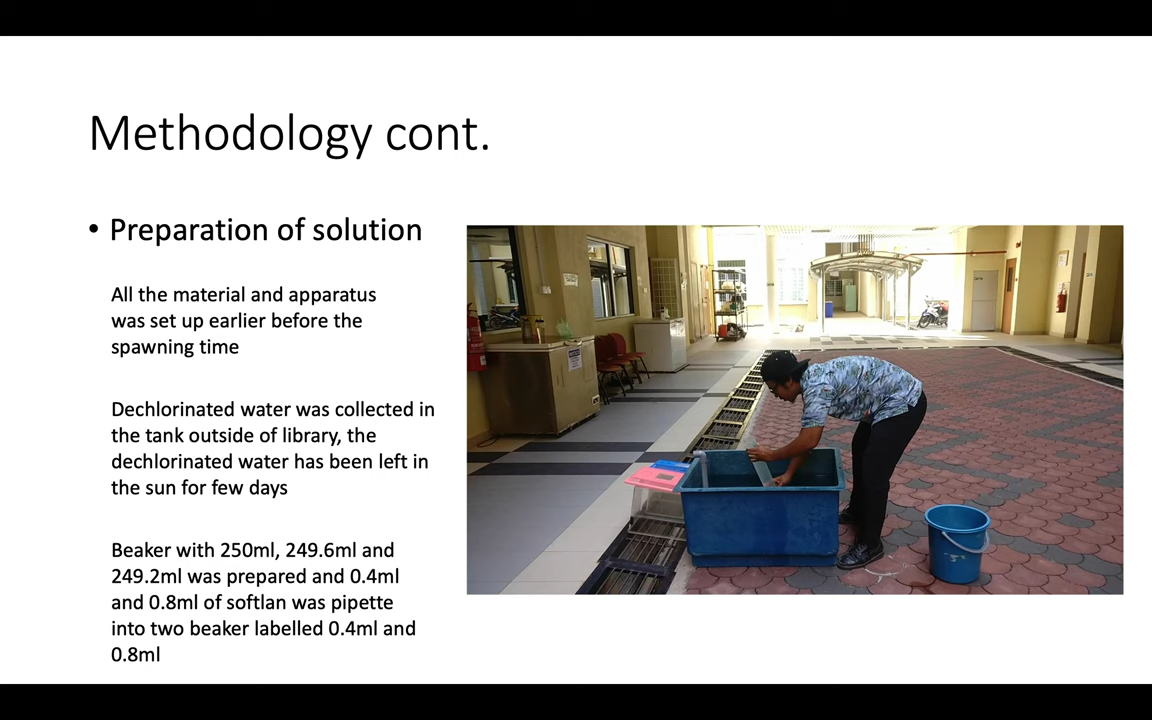 Methodology cont.
• Preparation of solution
All the material and apparatus
was set up earlier before the
spawning time
Dechlorinated water was collected in
the tank outside of library, the
dechlorinated water has been left in
the sun for few days
Beaker with 250ml, 249.6ml and
249.2ml was prepared and 0.4ml
and 0.8ml of softlan was pipette
into two beaker labelled 0.4ml and
0.8ml